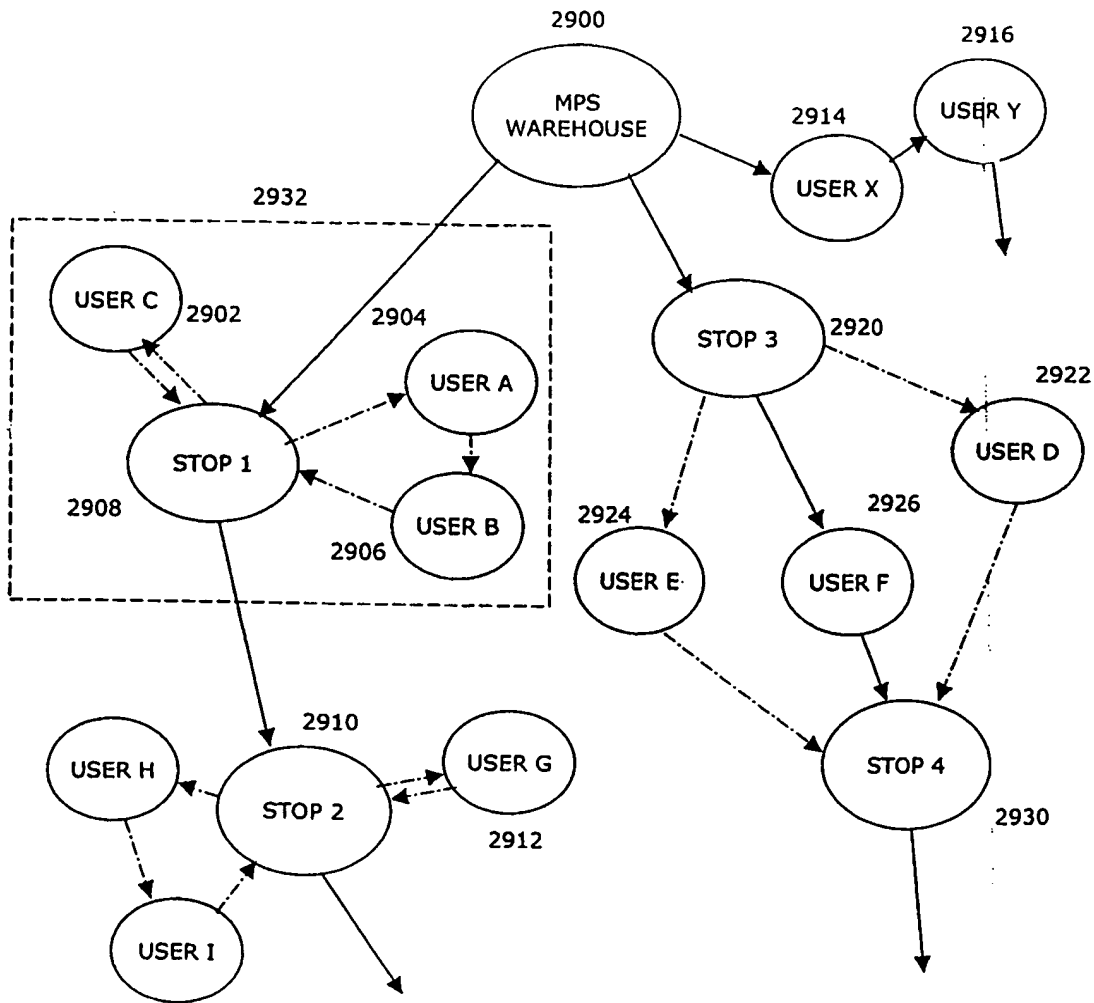 2900
MPS
WAREHOUSE
2916
USER Y
2914
USER X
2932
USER C
2902
2904
USER A
STOP 1
2908
USER B
2906
STOP 3
2920
2922
USER D
2924
USER E
2926
USER F
2910
USER H
STOP 2
USER G
2912
USER I
STOP 4
2930